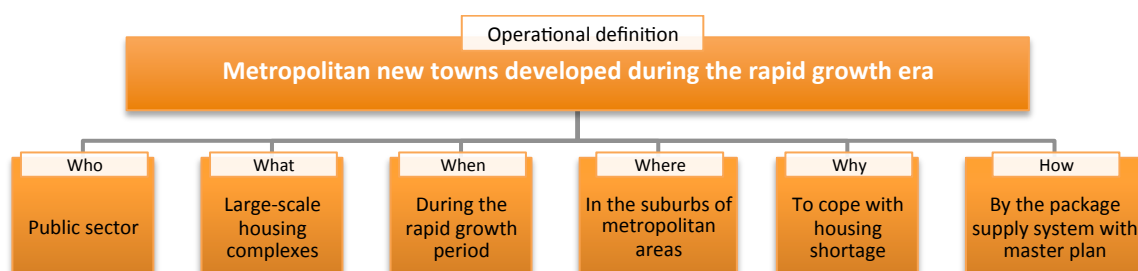 Operational definition
Metropolitan new towns developed during the rapid growth era
Who
Public sector
What
Large-scale
housing
complexes
When
During the
rapid growth
period
Where
In the suburbs of
metropolitan
areas
Why
To cope with
housing
shortage
How
By the package
supply system with
master plan